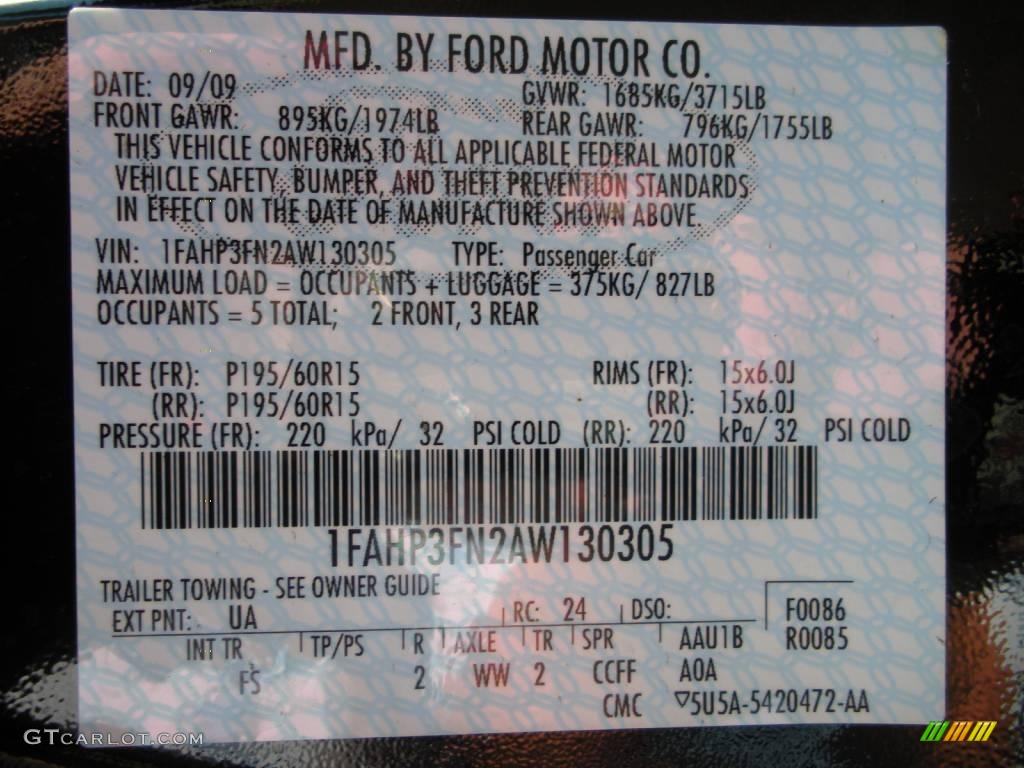 MFD. BY FORD MOTOR CO.
DATE: 09/09 GVWR: 1685KG/3715LB
FRONT GAWR: 895KG/1974LB REAR GAWR: 796KG/1755LB
THIS VEHICLE CONFORMS TO ALL APPLICABLE FEDERAL MOTOR
VEHICLE SAFETY, BUMPER, AND THEFT PREVENTION STANDARDS
IN EFFECT ON THE DATE OF MANUFACTURE SHOWN ABOVE.
VIN: 1FAHP3FN2AW130305 TYPE: Passenger Car
MAXIMUM LOAD = OCCUPANTS + LUGGAGE = 375KG/ 827LB
OCCUPANTS = 5 TOTAL; 2 FRONT, 3 REAR
TIRE (FR): P195/60R15 RIMS (FR): 15x6.0J
(RR): P195/60R15 (RR): 15x6.0J
PRESSURE (FR): 220 kPa/ 32 PSI COLD (RR): 220 kPa/ 32 PSI COLD
1FAHP3FN2AW130305
TRAILER TOWING - SEE OWNER GUIDE
EXT PNT: UA RC: 24 DSO: F0086
INT TR TP/PS R AXLE TR SPR AAU1B R0085
FS 2 WW 2 CCFF AOA
CMC ▽5U5A-5420472-AA
GTCARLOT.COM